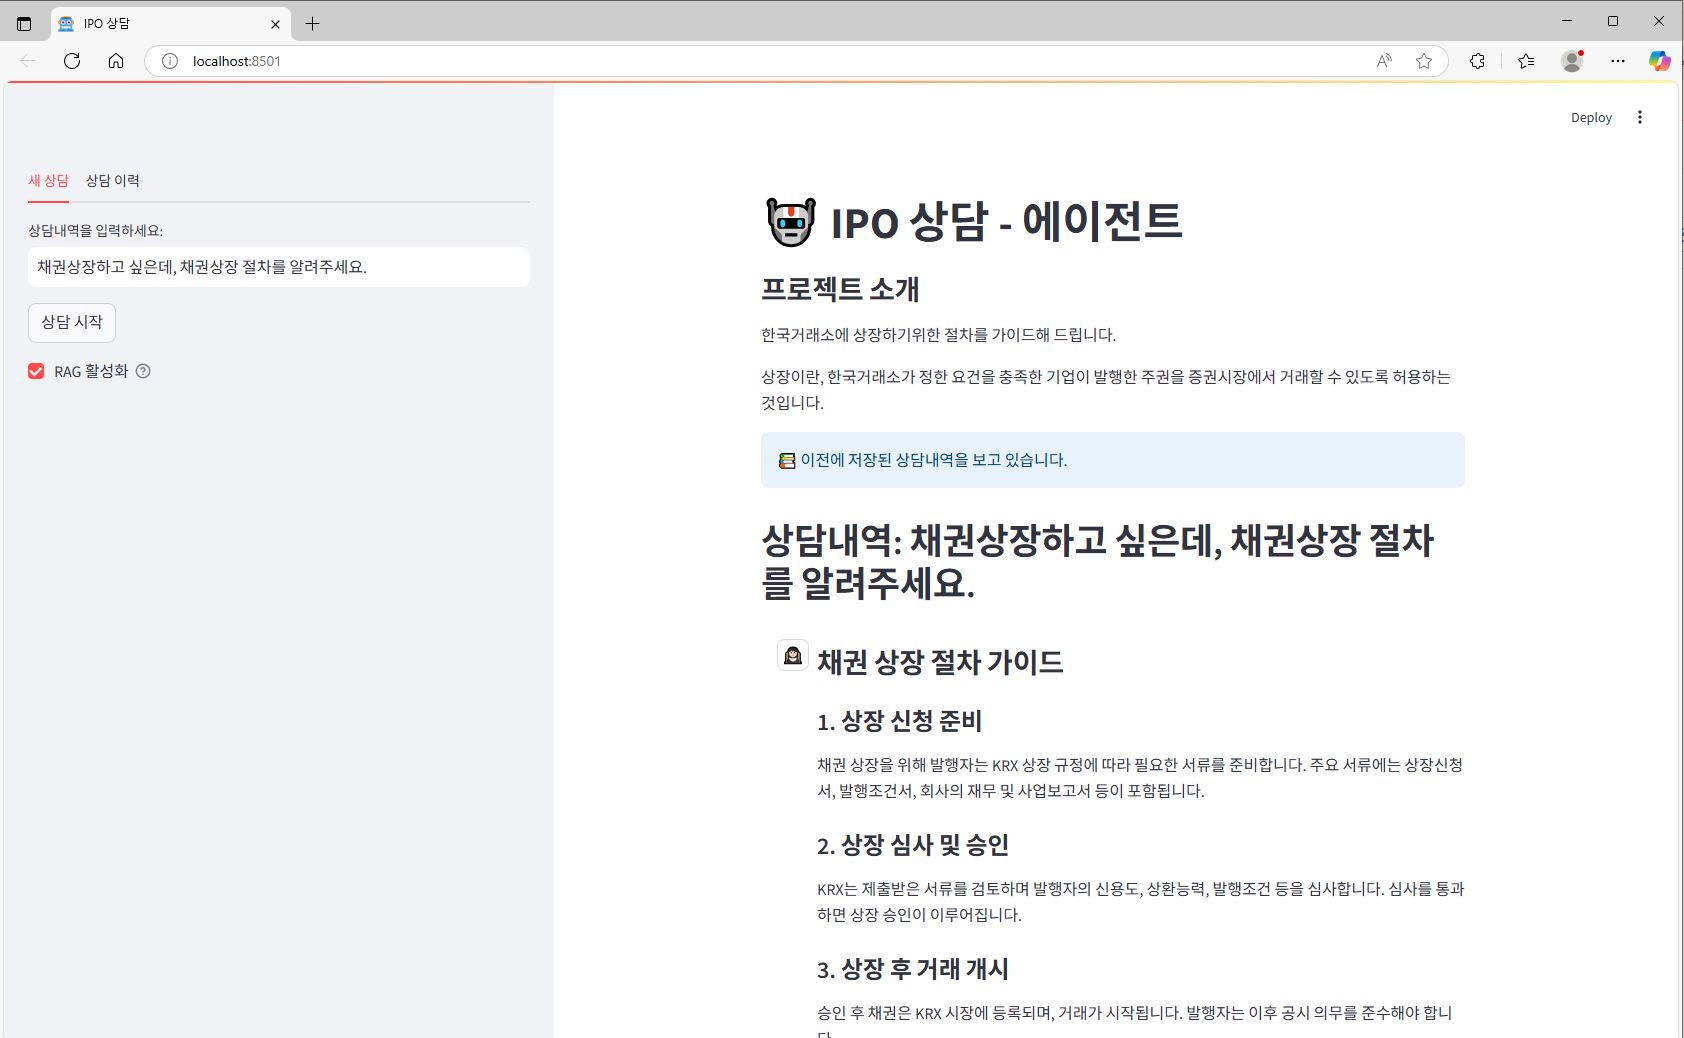 IPO 상담
localhost:8501
Deploy
새 상담 상담 이력
상담내역을 입력하세요:
채권상장하고 싶은데, 채권상장 절차를 알려주세요.
상담 시작
RAG 활성화
IPO 상담 - 에이전트
프로젝트 소개
한국거래소에 상장하기위한 절차를 가이드해 드립니다.
상장이란, 한국거래소가 정한 요건을 충족한 기업이 발행한 주권을 증권시장에서 거래할 수 있도록 허용하는
것입니다.
이전에 저장된 상담내역을 보고 있습니다.
상담내역: 채권상장하고 싶은데, 채권상장 절차
를 알려주세요.
채권 상장 절차 가이드
1. 상장 신청 준비
채권 상장을 위해 발행자는 KRX 상장 규정에 따라 필요한 서류를 준비합니다. 주요 서류에는 상장신청
서, 발행조건서, 회사의 재무 및 사업보고서 등이 포함됩니다.
2. 상장 심사 및 승인
KRX는 제출받은 서류를 검토하며 발행자의 신용도, 상환능력, 발행조건 등을 심사합니다. 심사를 통과
하면 상장 승인이 이루어집니다.
3. 상장 후 거래 개시
승인 후 채권은 KRX 시장에 등록되며, 거래가 시작됩니다. 발행자는 이후 공시 의무를 준수해야 합니